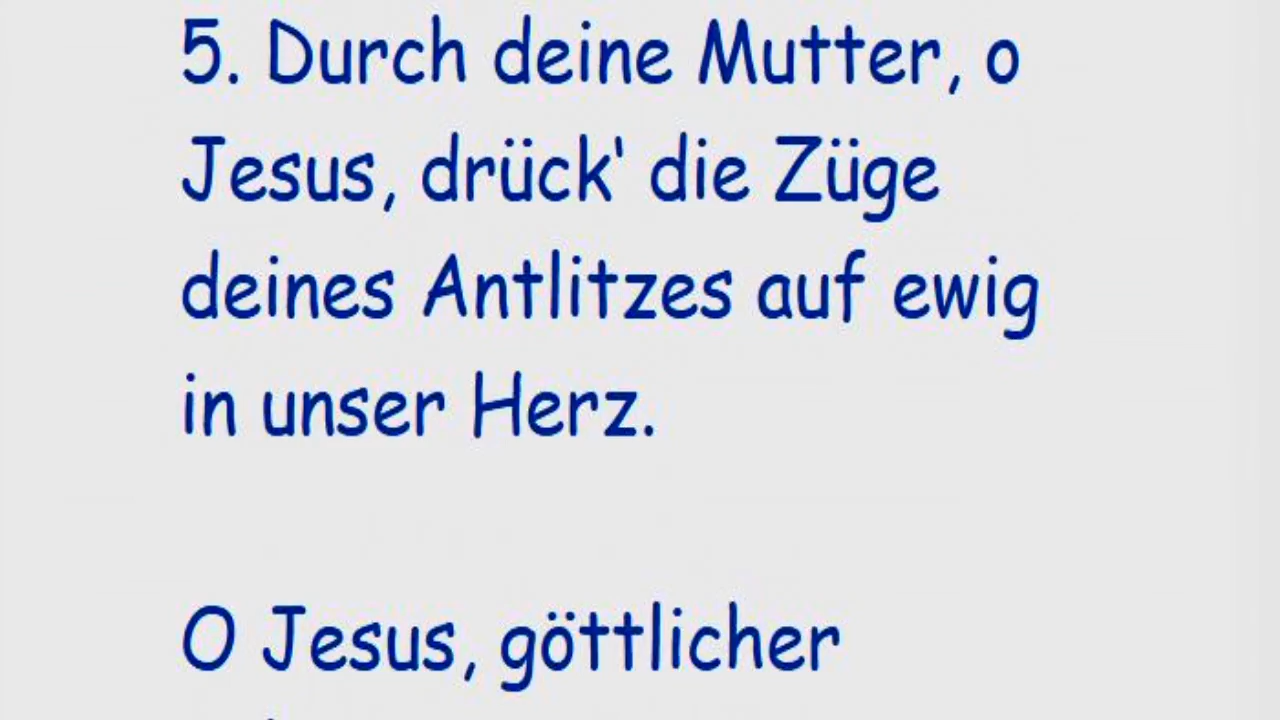 5. Durch deine Mutter, o
Jesus, drück' die Züge
deines Antlitzes auf ewig
in unser Herz.
O Jesus, göttlicher